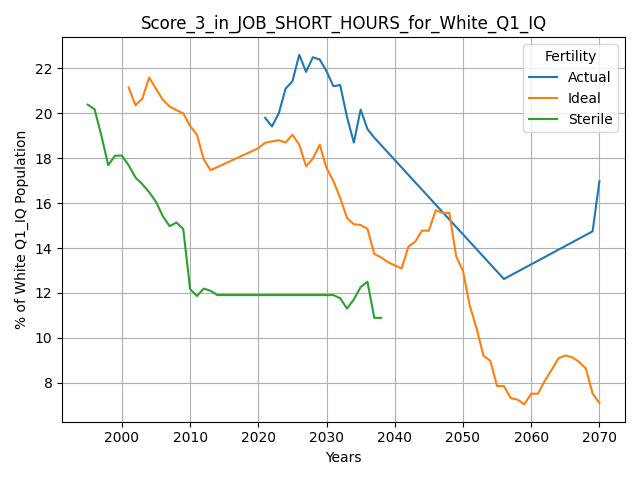 Score_3_in_JOB_SHORT_HOURS_for_White_Q1_IQ
% of White Q1_IQ Population
22
20
18
16
14
12
10
8
Fertility
Actual
Ideal
Sterile
2000 2010 2020 2030 2040 2050 2060 2070
Years